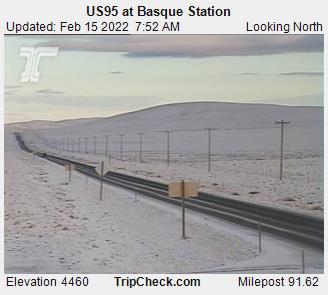 US95 at Basque Station
Updated: Feb 15 2022 7:52 AM Looking North
Elevation 4460 TripCheck.com Milepost 91.62